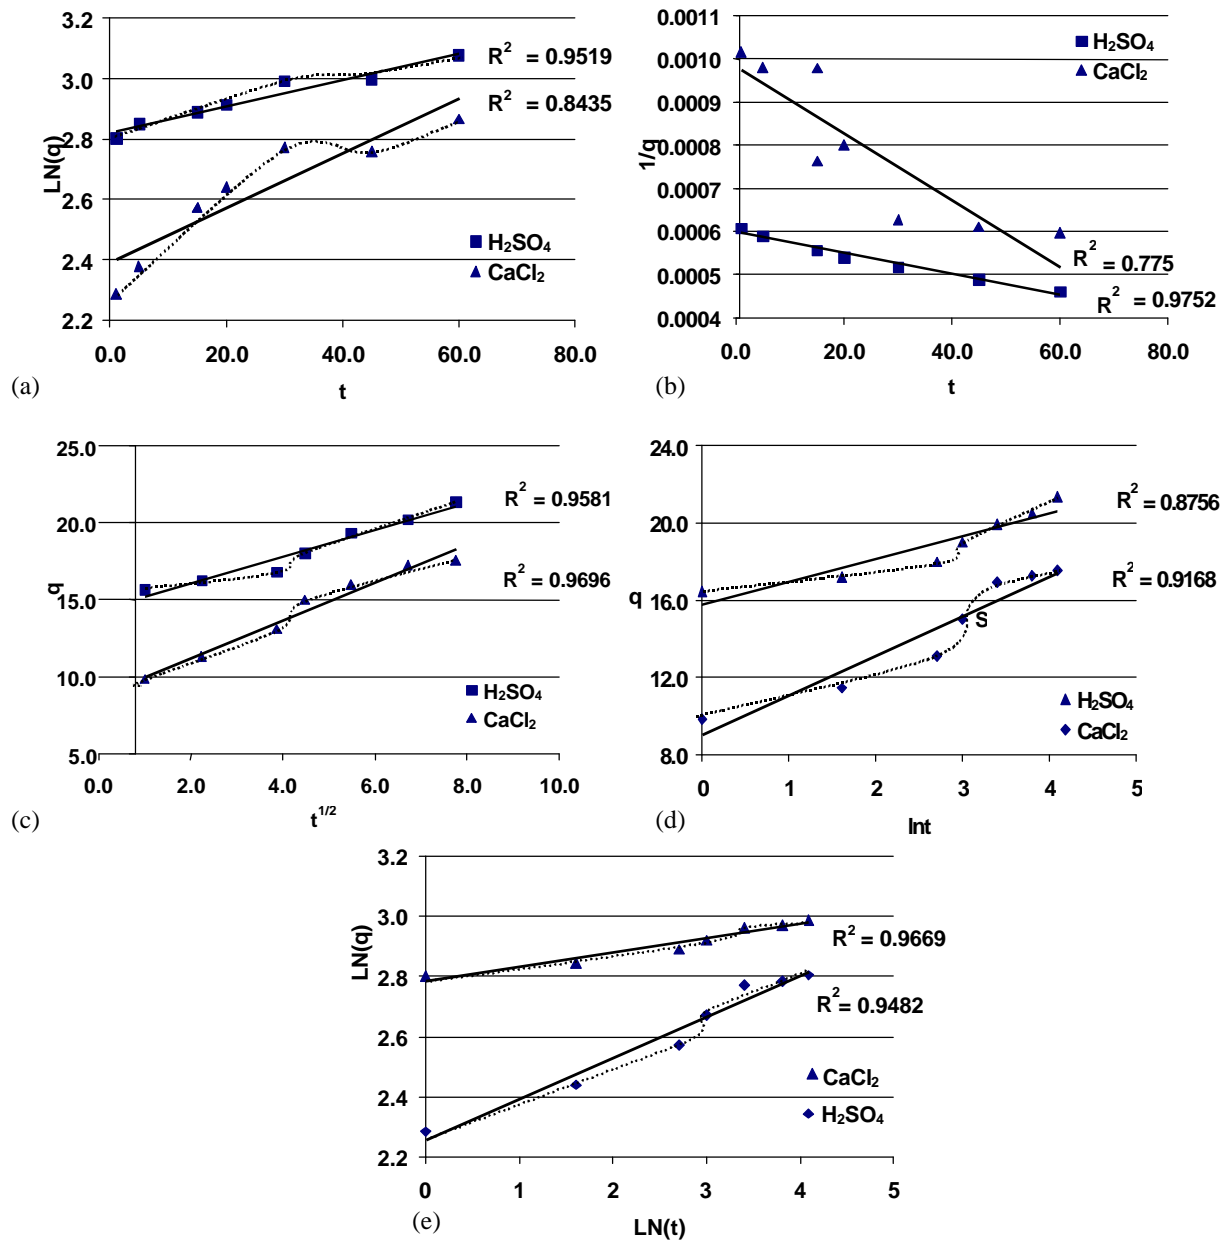 3.2
3.0
2.8
2.6
2.4
2.2
LN(q)
R² = 0.9519
R² = 0.8435
H₂SO₄
CaCl₂
0.0 20.0 40.0 60.0 80.0
t
(a)
0.0011
0.0010
0.0009
0.0008
0.0007
0.0006
0.0005
0.0004
1/q
H₂SO₄
CaCl₂
R² = 0.775
R² = 0.9752
0.0 20.0 40.0 60.0 80.0
t
(b)
25.0
20.0
15.0
10.0
5.0
q
R² = 0.9581
R² = 0.9696
H₂SO₄
CaCl₂
0.0 2.0 4.0 6.0 8.0 10.0
t^1/2
(c)
24.0
20.0
16.0
12.0
8.0
q
R² = 0.8756
R² = 0.9168
S
H₂SO₄
CaCl₂
0 1 2 3 4 5
lnt
(d)
3.2
3.0
2.8
2.6
2.4
2.2
LN(q)
R² = 0.9669
R² = 0.9482
CaCl₂
H₂SO₄
0 1 2 3 4 5
LN(t)
(e)